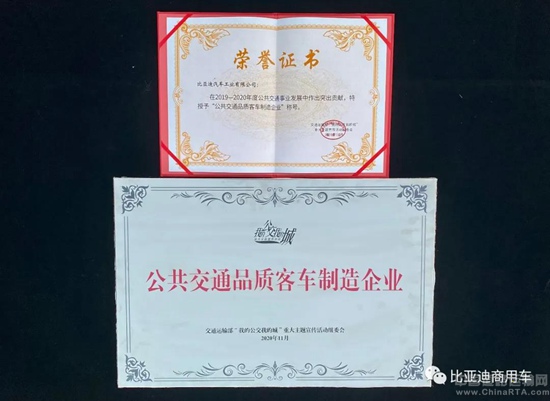 荣誉证书
比亚迪汽车工业有限公司：
在2019—2020年度公共交通事业发展中作出突出贡献，特
授予“公共交通品质客车制造企业”称号。
我的公交我的城
公共交通品质客车制造企业
交通运输部“我的公交我的城”重大主题宣传活动组委会
2020年11月
比亚迪商用车
www.ChinaRTA.com